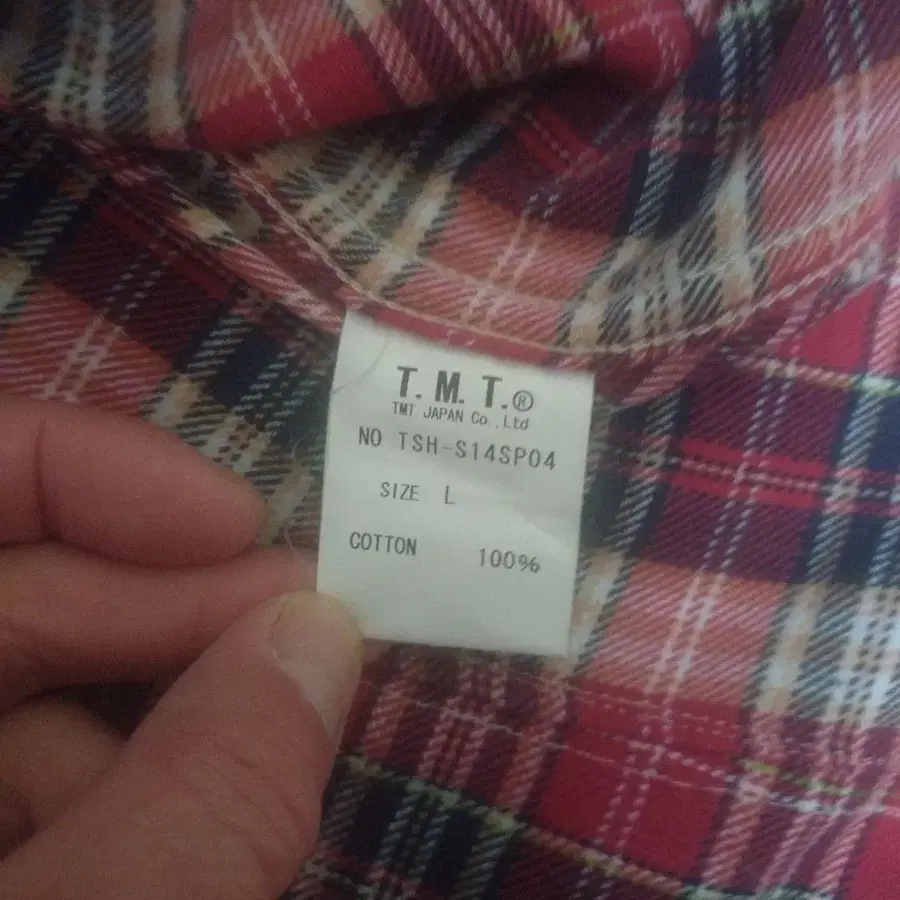 T. M. T.®
TMT JAPAN Co.,Ltd
NO TSH-S14SP04
SIZE L
COTTON 100%